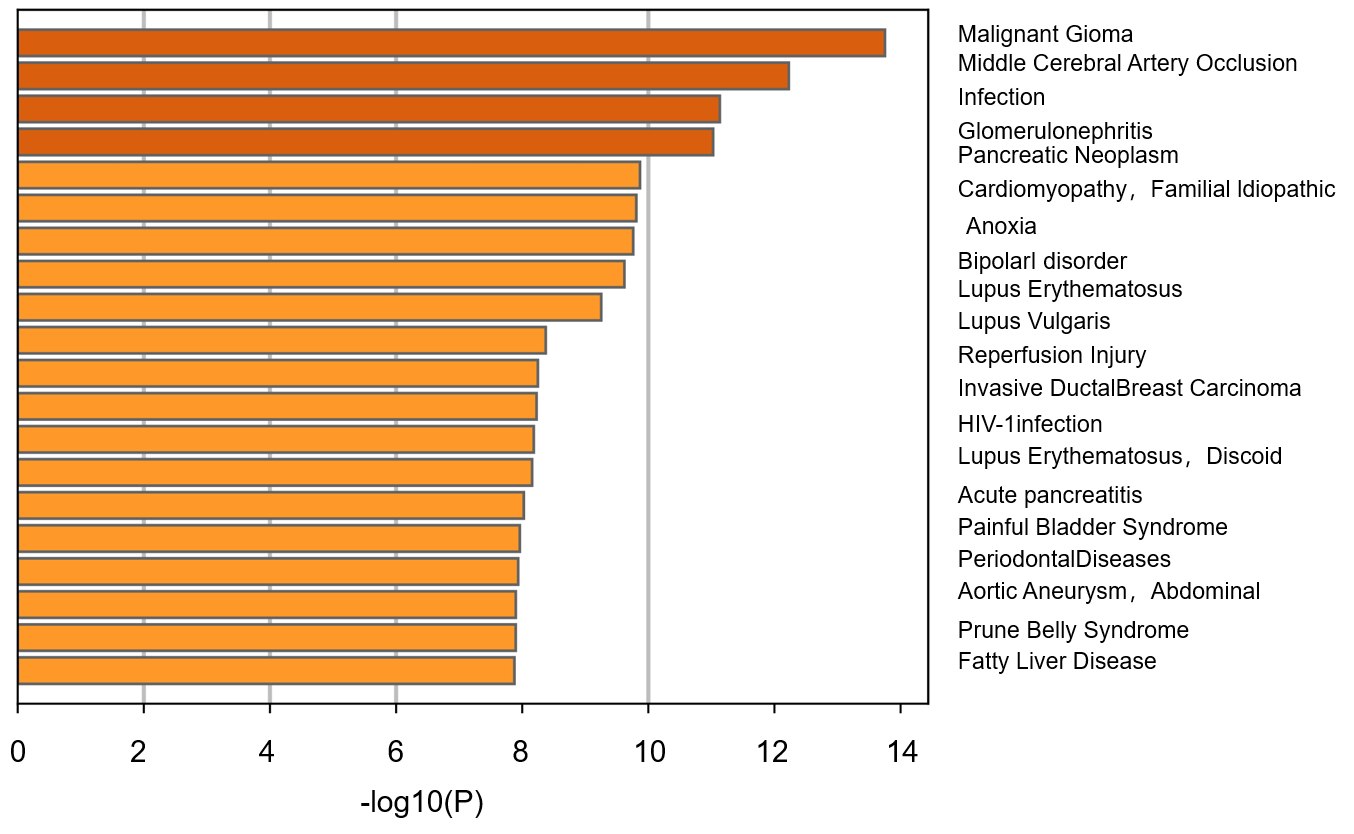 Malignant Gioma
Middle Cerebral Artery Occlusion
Infection
Glomerulonephritis
Pancreatic Neoplasm
Cardiomyopathy，Familial Idiopathic
Anoxia
Bipolarl disorder
Lupus Erythematosus
Lupus Vulgaris
Reperfusion Injury
Invasive DuctalBreast Carcinoma
HIV-1infection
Lupus Erythematosus，Discoid
Acute pancreatitis
Painful Bladder Syndrome
PeriodontalDiseases
Aortic Aneurysm，Abdominal
Prune Belly Syndrome
Fatty Liver Disease
0 2 4 6 8 10 12 14
-log10(P)